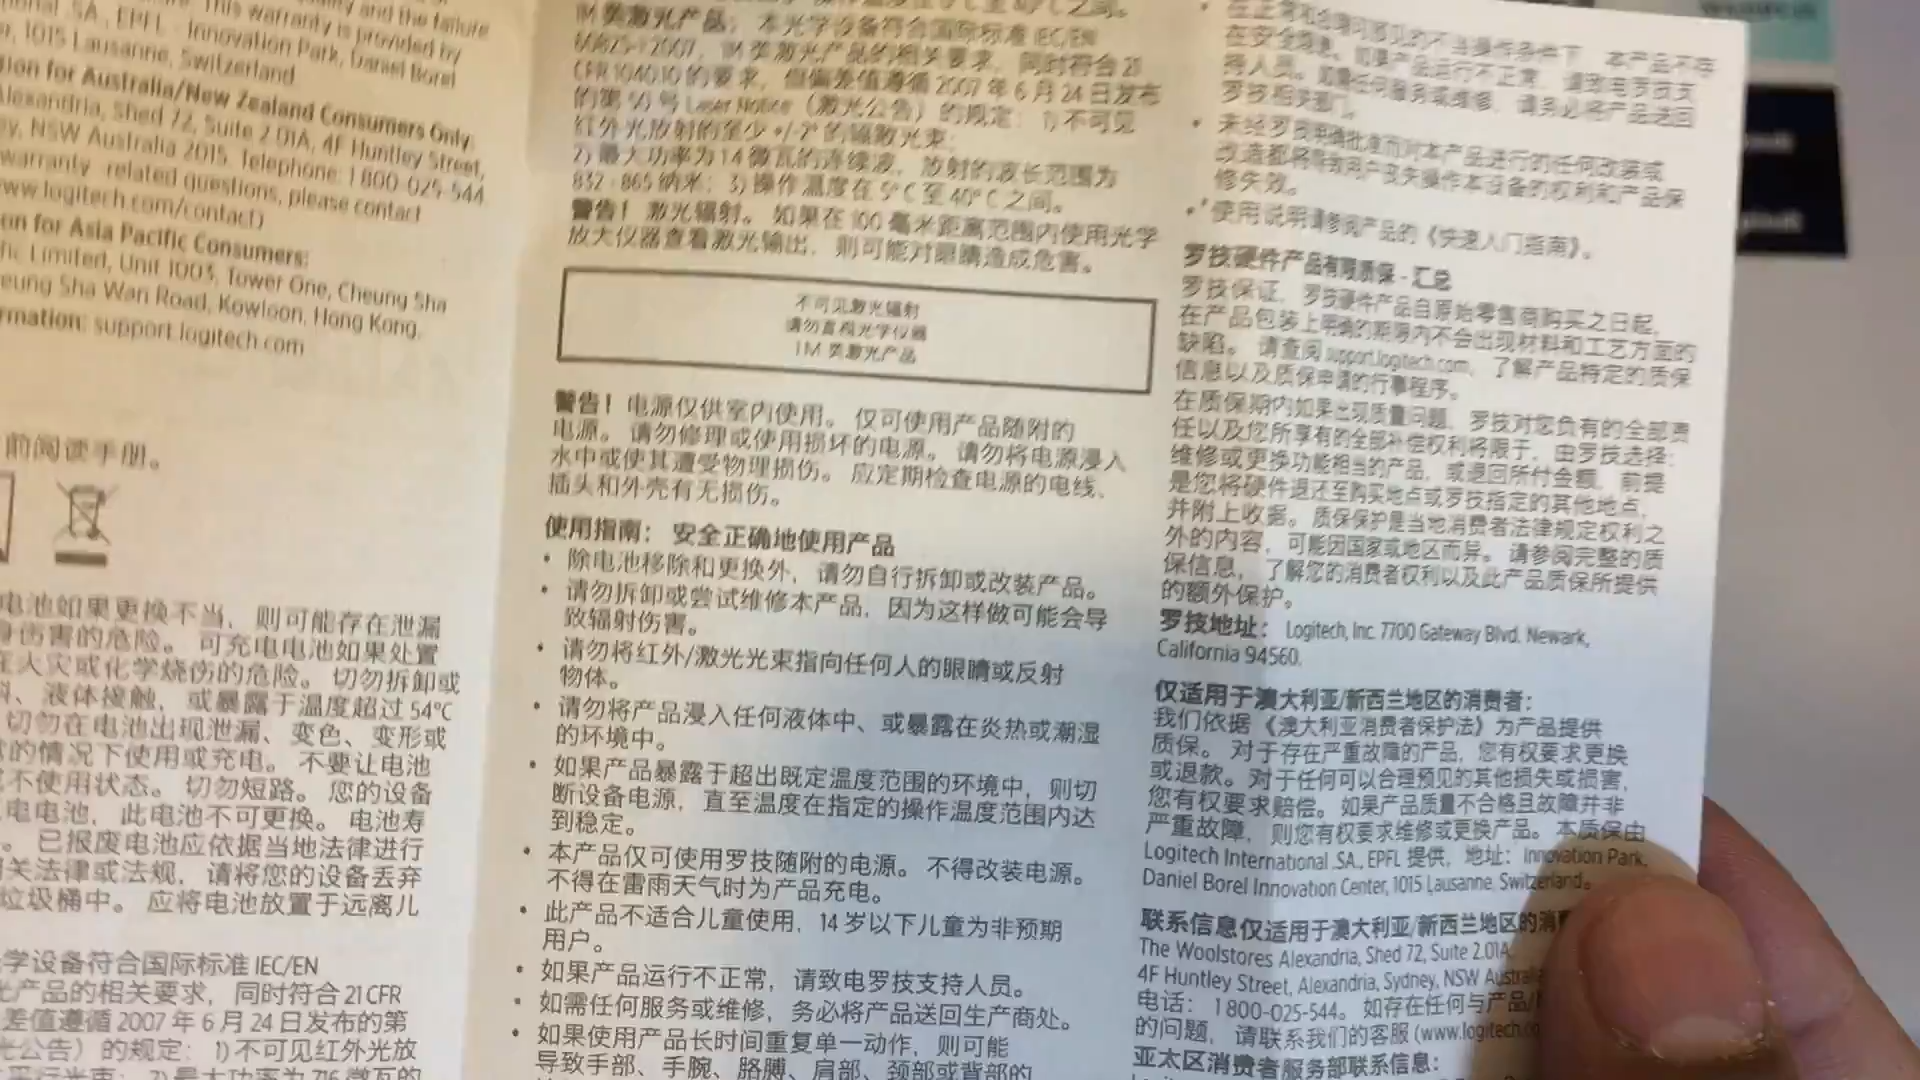 quality and the failure
This warranty is provided by
SA, EPFL - Innovation Park, Daniel Borel
1015 Lausanne, Switzerland
for Australia/New Zealand Consumers Only:
Alexandria, Shed 72, Suite 2.01A, 4F Huntley Street,
NSW Australia 2015. Telephone: 1 800-025-544
warranty - related questions, please contact
www.logitech.com/contact)
for Asia Pacific Consumers:
Limited, Unit 1003, Tower One, Cheung Sha
Cheung Sha Wan Road, Kowloon, Hong Kong.
support.logitech.com
前阅读手册。
电池如果更换不当，则可能存在泄漏
伤害的危险。可充电电池如果处置
火灾或化学烧伤的危险。切勿拆卸或
液体接触，或暴露于温度超过 54°C
切勿在电池出现泄漏、变色、变形或
的情况下使用或充电。不要让电池
不使用状态。切勿短路。您的设备
电电池，此电池不可更换。电池寿
。已报废电池应依据当地法律进行
关法律或法规，请将您的设备丢弃
垃圾桶中。应将电池放置于远离儿
学设备符合国际标准 IEC/EN
产品的相关要求，同时符合 21 CFR
差值遵循 2007 年 6 月 24 日发布的第
公告）的规定：1) 不可见红外光放
1M 类激光产品：本光学设备符合国际标准 IEC/EN
60825-1:2007，1M 类激光产品的相关要求，同时符合 21
CFR 1040.10 的要求，但偏差值遵循 2007 年 6 月 24 日发布
的第 50 号 Laser Notice（激光公告）的规定：1) 不可见
红外光放射的至少 +/-7° 的辐散光束；
2) 最大功率为 14 微瓦的连续波，放射的波长范围为
832 - 865 纳米；3) 操作温度在 5°C 至 40°C 之间。
警告！激光辐射。如果在 100 毫米距离范围内使用光学
放大仪器查看激光输出，则可能对眼睛造成危害。
不可见激光辐射
请勿直视光学仪器
1M 类激光产品
警告！电源仅供室内使用。仅可使用产品随附的
电源。请勿修理或使用损坏的电源。请勿将电源浸入
水中或使其遭受物理损伤。应定期检查电源的电线、
插头和外壳有无损伤。
使用指南：安全正确地使用产品
• 除电池移除和更换外，请勿自行拆卸或改装产品。
• 请勿拆卸或尝试维修本产品，因为这样做可能会导
致辐射伤害。
• 请勿将红外/激光光束指向任何人的眼睛或反射
物体。
• 请勿将产品浸入任何液体中、或暴露在炎热或潮湿
的环境中。
• 如果产品暴露于超出既定温度范围的环境中，则切
断设备电源，直至温度在指定的操作温度范围内达
到稳定。
• 本产品仅可使用罗技随附的电源。不得改装电源。
不得在雷雨天气时为产品充电。
• 此产品不适合儿童使用，14 岁以下儿童为非预期
用户。
• 如果产品运行不正常，请致电罗技支持人员。
• 如需任何服务或维修，务必将产品送回生产商处。
• 如果使用产品长时间重复单一动作，则可能
导致手部、手腕、胳膊、肩部、颈部或背部的
• 在正常和合理可预见的不当操作条件下，本产品不存
在安全隐患。如果产品运行不正常，请致电罗技支
持人员。如需任何服务或维修，请务必将产品送回
罗技相关部门。
• 未经罗技明确批准而对本产品进行的任何改装或
改造都将导致用户丧失操作本设备的权利和产品保
修失效。
• *使用说明请参阅产品的《快速入门指南》。
罗技硬件产品有限质保 - 汇总
罗技保证，罗技硬件产品自原始零售商购买之日起，
在产品包装上明确的期限内不会出现材料和工艺方面的
缺陷。请查阅 support.logitech.com，了解产品特定的质保
信息以及质保申请的行事程序。
在质保期内如果出现质量问题，罗技对您负有的全部责
任以及您所享有的全部补偿权利将限于，由罗技选择：
维修或更换功能相当的产品，或退回所付金额，前提
是您将硬件退还至购买地点或罗技指定的其他地点，
并附上收据。质保保护是当地消费者法律规定权利之
外的内容，可能因国家或地区而异。请参阅完整的质
保信息，了解您的消费者权利以及此产品质保所提供
的额外保护。
罗技地址：Logitech, Inc. 7700 Gateway Blvd. Newark,
California 94560.
仅适用于澳大利亚/新西兰地区的消费者：
我们依据《澳大利亚消费者保护法》为产品提供
质保。对于存在严重故障的产品，您有权要求更换
或退款。对于任何可以合理预见的其他损失或损害，
您有权要求赔偿。如果产品质量不合格且故障并非
严重故障，则您有权要求维修或更换产品。本质保由
Logitech International .SA., EPFL 提供，地址：Innovation Park,
Daniel Borel Innovation Center, 1015 Lausanne, Switzerland。
联系信息仅适用于澳大利亚/新西兰地区的消
The Woolstores Alexandria, Shed 72, Suite 2.01A,
4F Huntley Street, Alexandria, Sydney, NSW
电话：1 800-025-544。如存在任何与产品/
的问题，请联系我们的客服 (www.logitech.co
亚太区消费者服务部联系信息：